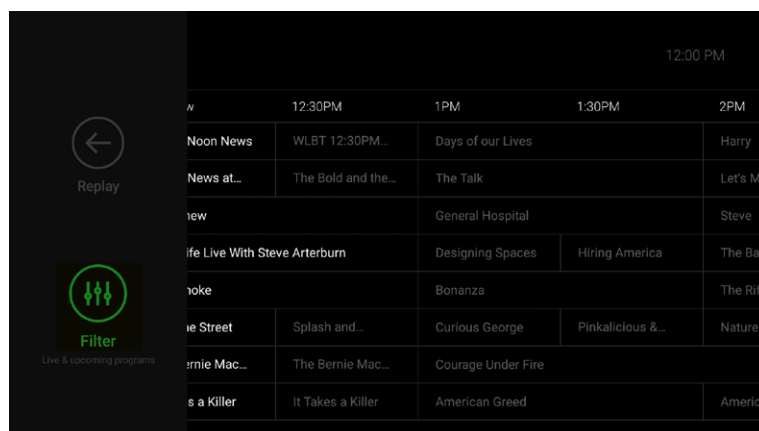 12:00 PM
w 12:30PM 1PM 1:30PM 2PM
Noon News WLBT 12:30PM... Days of our Lives Harry
Replay
News at... The Bold and the... The Talk Let's M
new General Hospital Steve
ife Live With Steve Arterburn Designing Spaces Hiring America The Ba
noke Bonanza The Rif
Filter
Live & upcoming programs
ne Street Splash and... Curious George Pinkalicious &... Nature
ernie Mac... The Bernie Mac... Courage Under Fire
s a Killer It Takes a Killer American Greed Americ